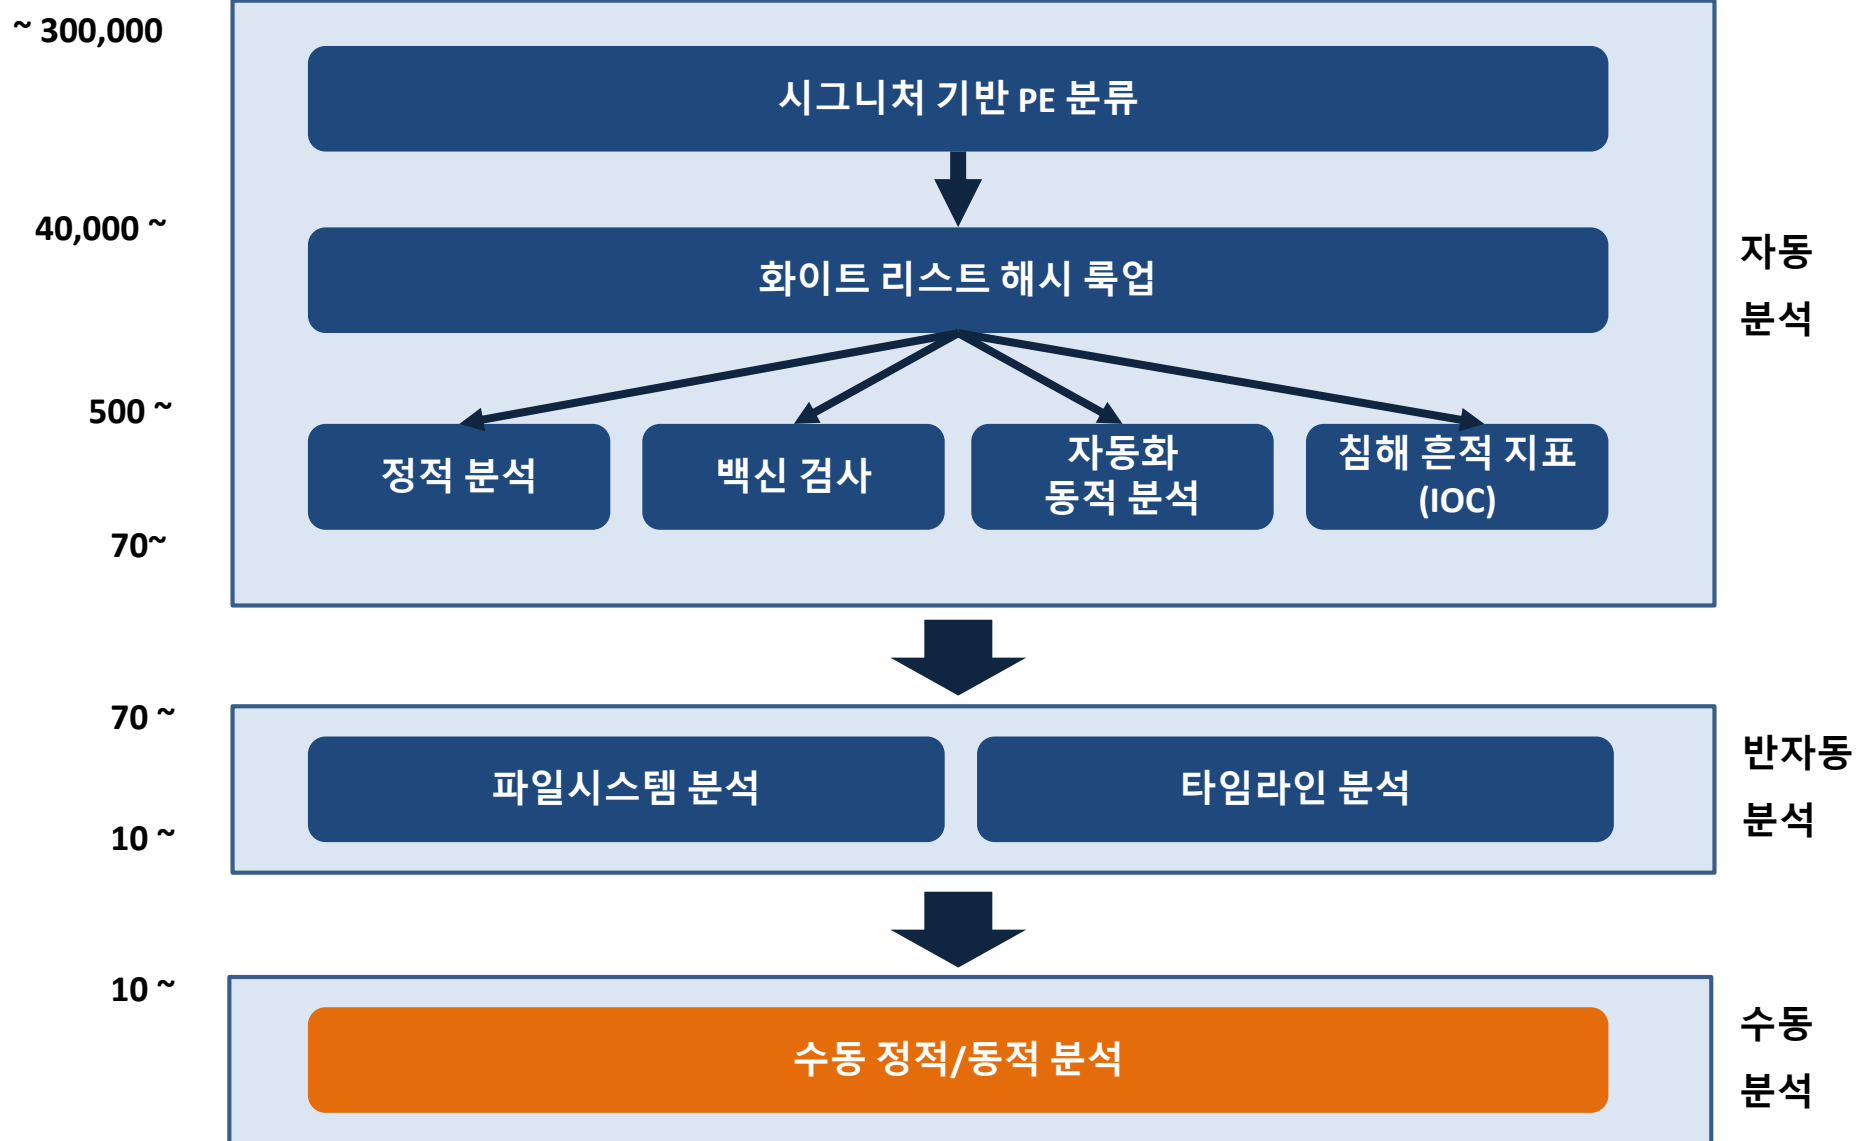 ~ 300,000
시그니쳐 기반 PE 분류
40,000 ~
화이트 리스트 해시 룩업
자동
분석
500 ~
정적 분석
백신 검사
자동화
동적 분석
침해 흔적 지표
(IOC)
70~
70 ~
파일시스템 분석
타임라인 분석
반자동
분석
10 ~
10 ~
수동 정적/동적 분석
수동
분석